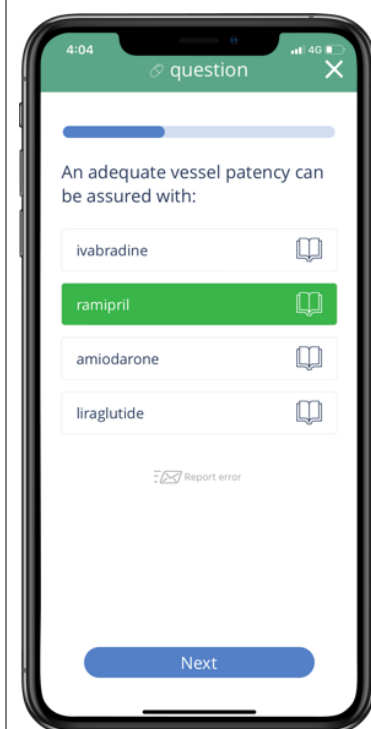 4:04
4G
question
An adequate vessel patency can
be assured with:
ivabradine
ramipril
amiodarone
liraglutide
Report error
Next